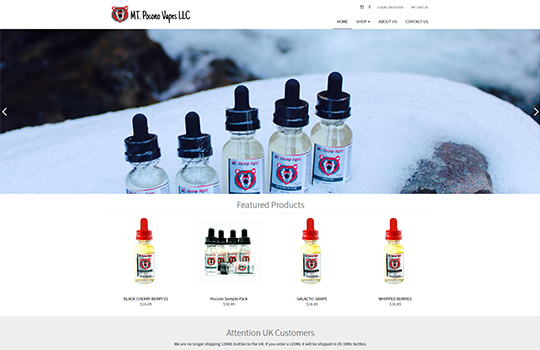 MT. Pocono Vapes LLC
LOGIN / REGISTER
MY CART (0)
HOME
SHOP
ABOUT US
CONTACT US
Mt. Pocono Vapes
Featured Products
BLACK CHERRY BERRY V2
Pocono Sample Pack
GALACTIC GRAPE
WHIPPED BERRIES
$16.49
$16.49
$16.49
Attention UK Customers
We are no longer shipping 120ML bottles to the UK. If you order a 120ML it will be shipped in (4) 30ML bottles.